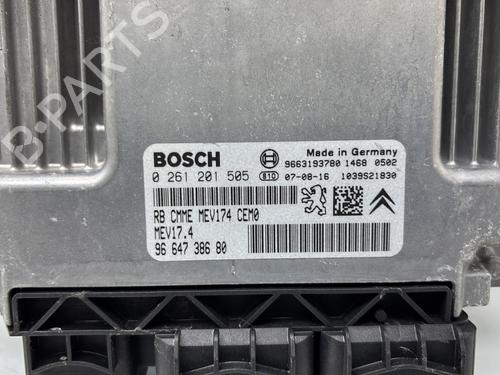 B-PARTS
Made in Germany
BOSCH 9663193780 1468 0502
0 261 201 505 810 07-08-16 1039S21830
RB CMME MEV174 CEM0
MEV17.4
96 647 386 80